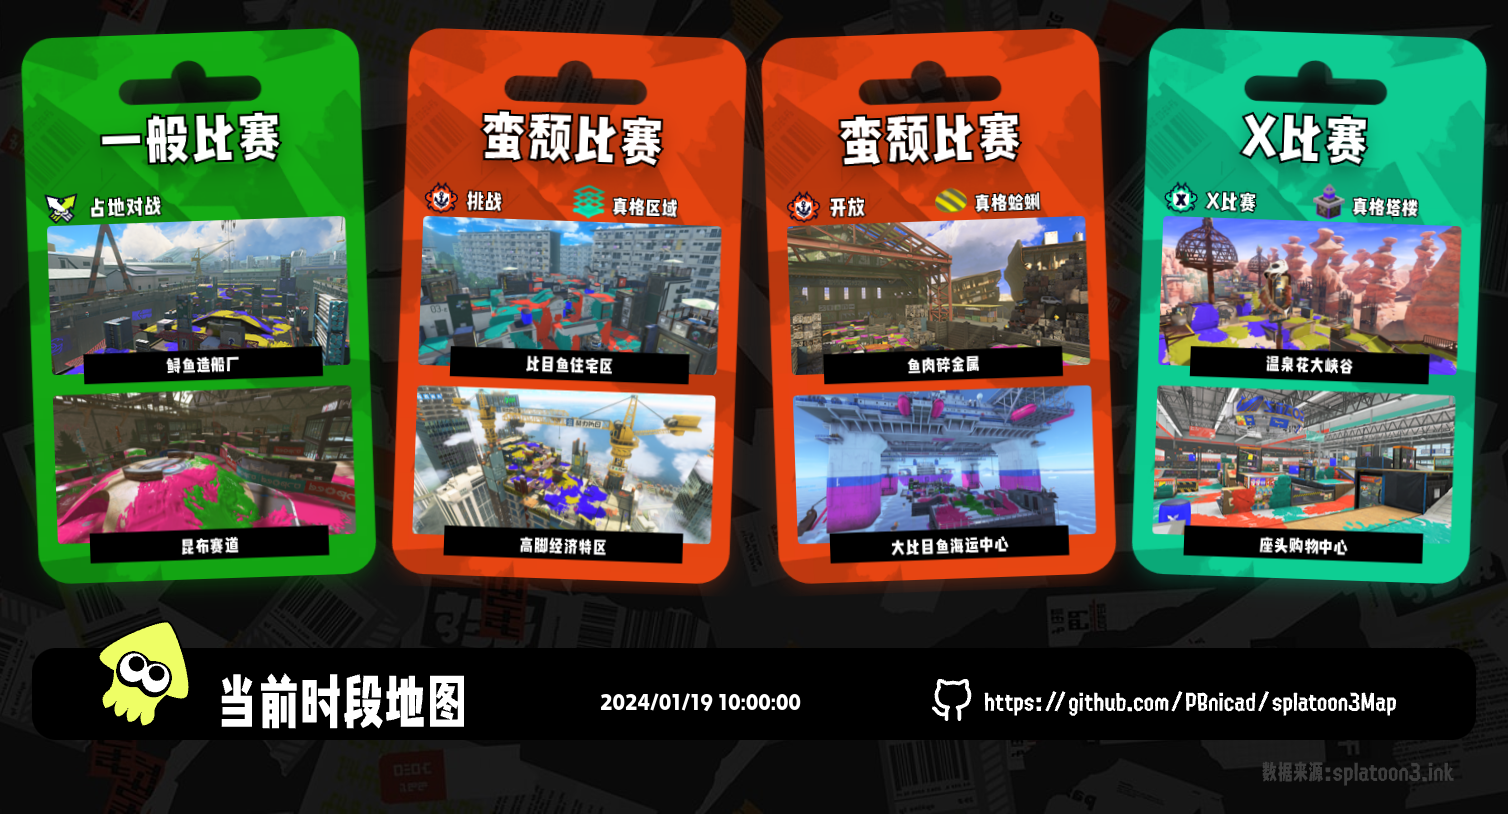 一般比赛
占地对战
鲟鱼造船厂
昆布赛道
蛮颓比赛
挑战
真格区域
比目鱼住宅区
高脚经济特区
蛮颓比赛
开放
真格蛤蜊
鱼肉碎金属
大比目鱼海运中心
X比赛
X比赛
真格塔楼
温泉花大峡谷
座头购物中心
当前时段地图
2024/01/19 10:00:00
https://github.com/PBnicad/splatoon3Map
数据来源:splatoon3.ink